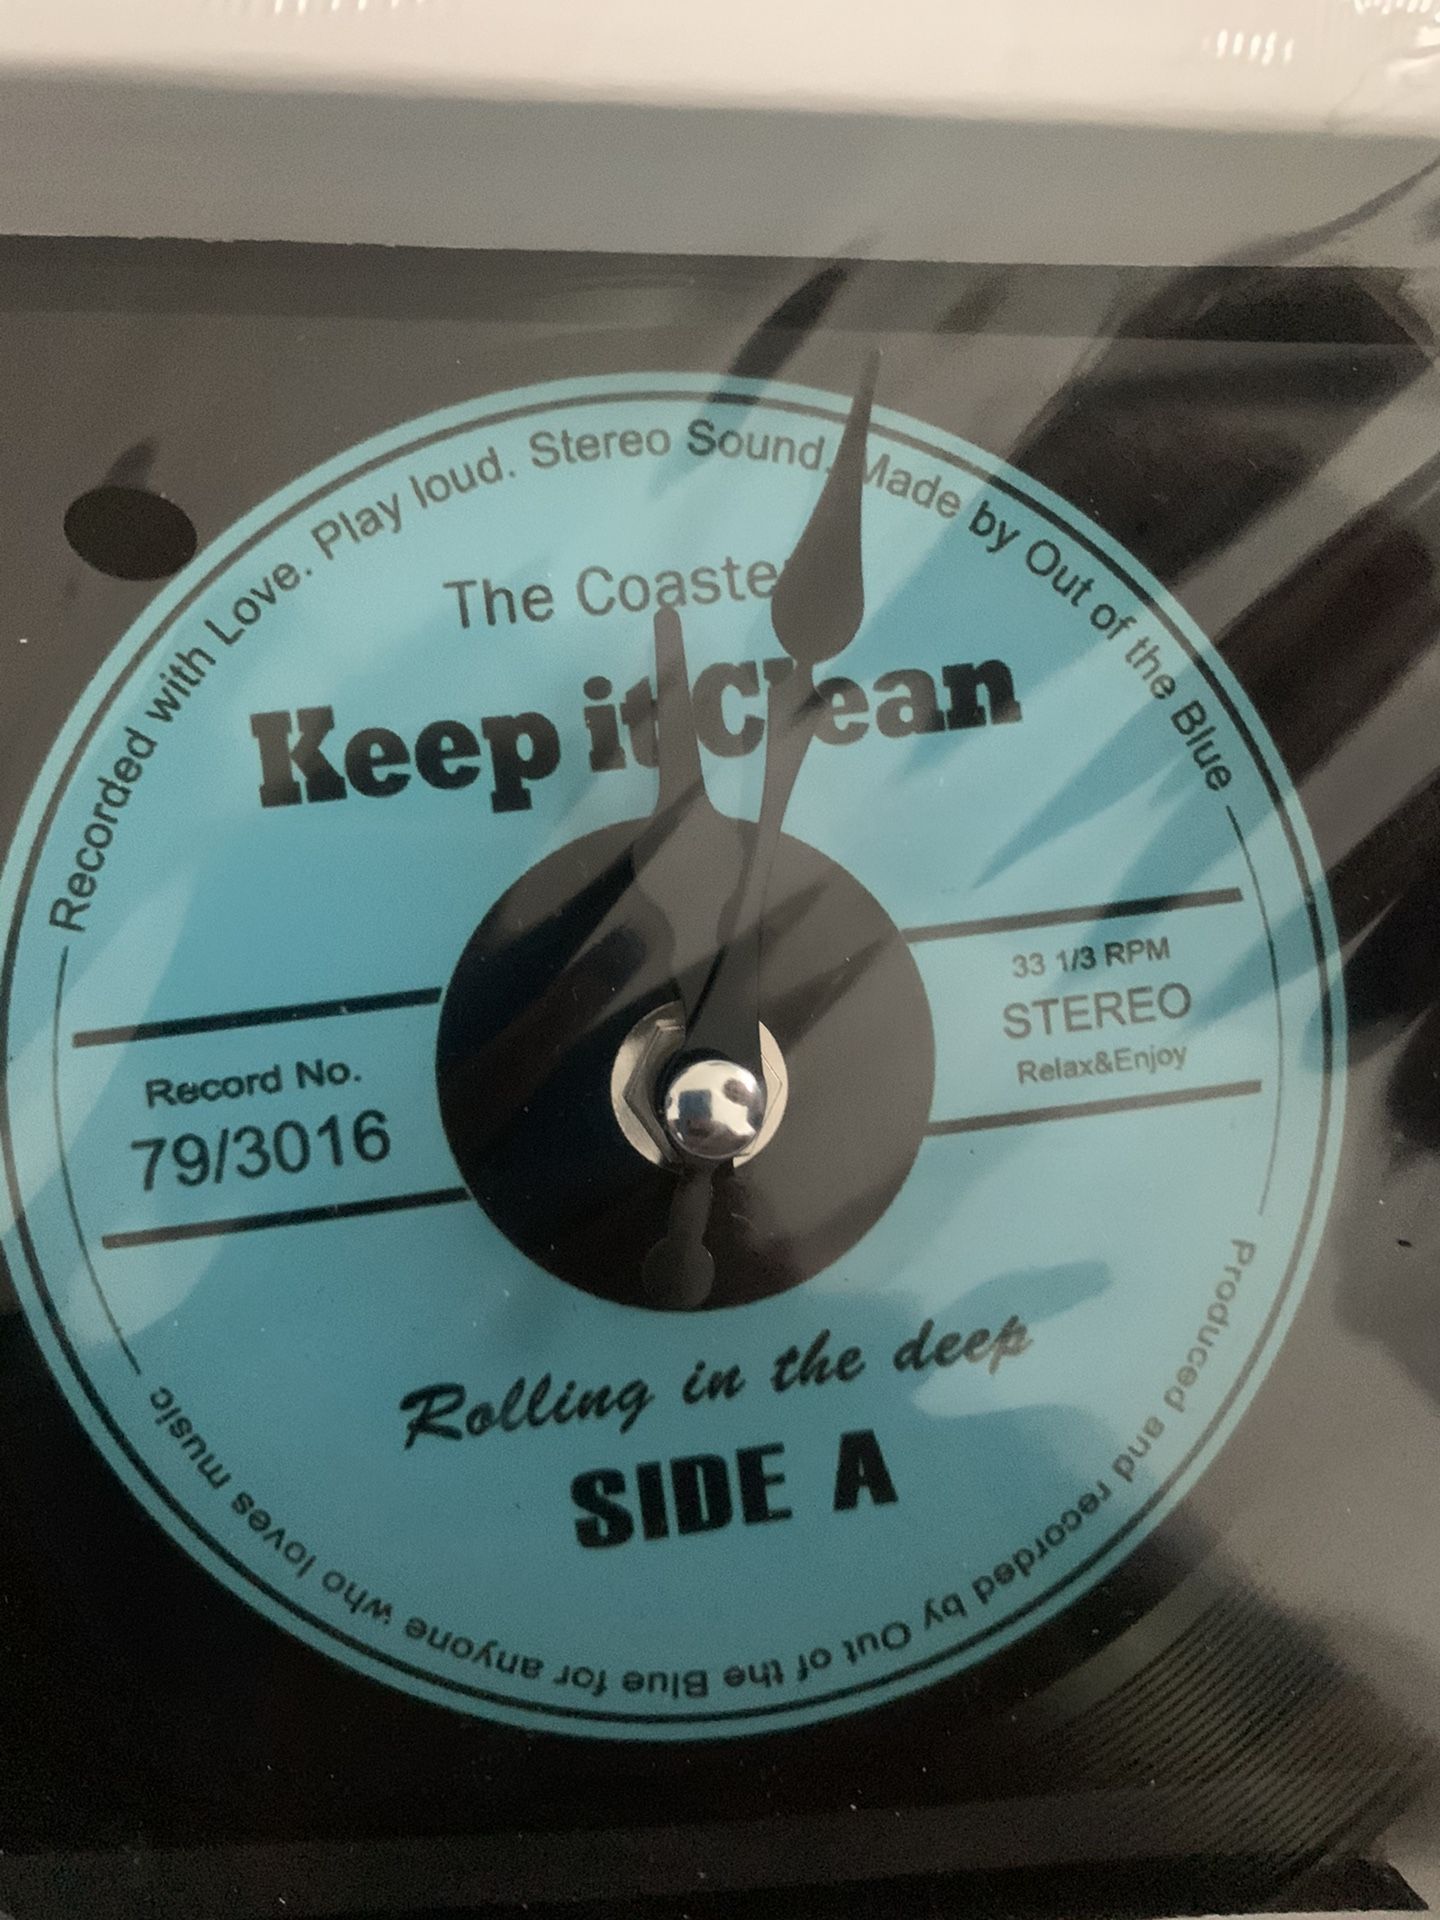 Recorded with Love. Play loud. Stereo Sound. Made by Out of the Blue
The Coaster
Keep it Clean
33 1/3 RPM
STEREO
Relax&Enjoy
Record No.
79/3016
Rolling in the deep
SIDE A
Produced and recorded by Out of the Blue for anyone who loves music